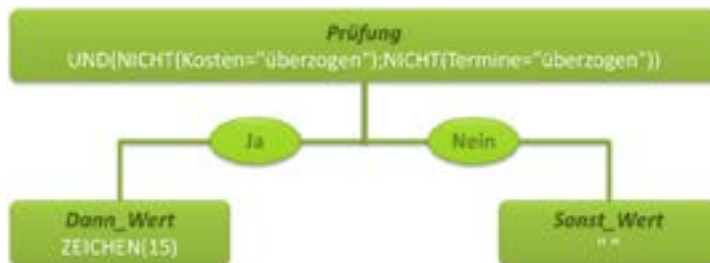 Prüfung
UND(NICHT(Kosten="überzogen");NICHT(Termine="überzogen"))
Ja
Nein
Dann_Wert
ZEICHEN(15)
Sonst_Wert
" "